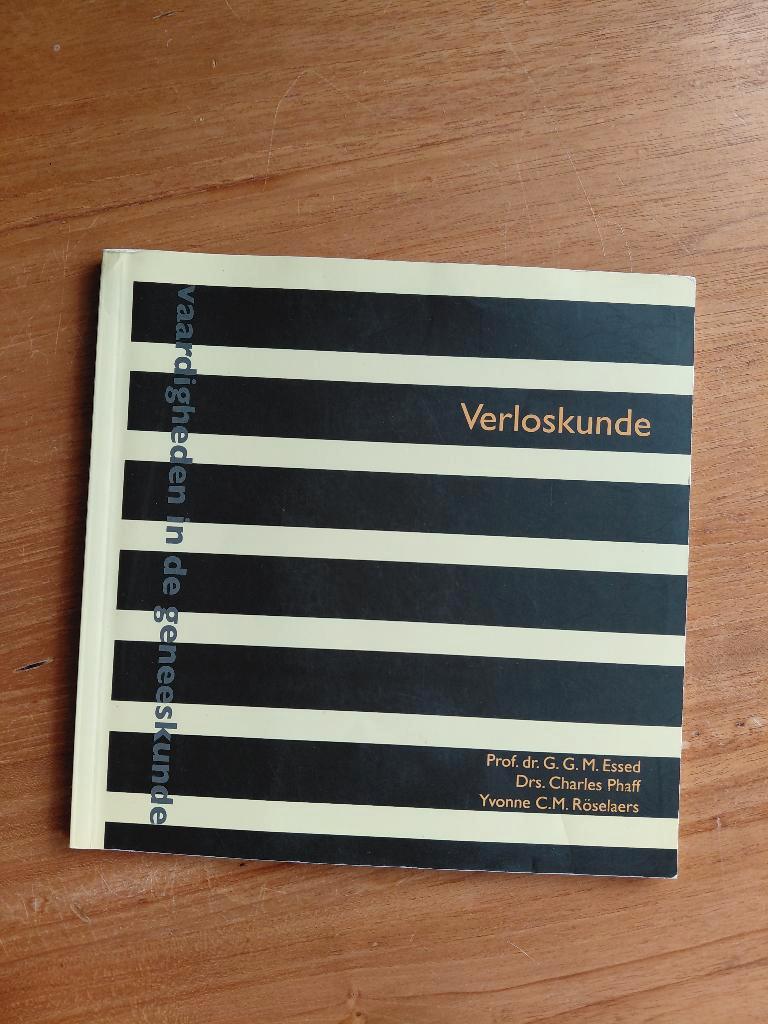 vaardigheden in de geneeskunde
Verloskunde
Prof. dr. G. G. M. Essed
Drs. Charles Phaff
Yvonne C.M. Röselaers